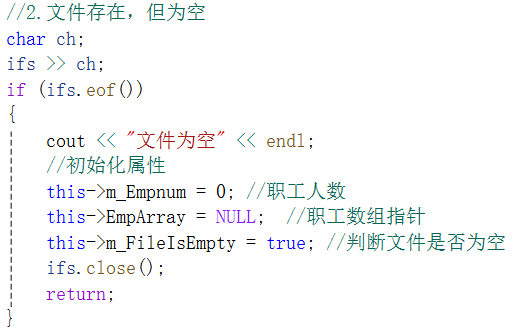 //2.文件存在，但为空
char ch;
ifs >> ch;
if (ifs.eof())
{
cout << "文件为空" << endl;
//初始化属性
this->m_Empnum = 0; //职工人数
this->EmpArray = NULL; //职工数组指针
this->m_FileIsEmpty = true; //判断文件是否为空
ifs.close();
return;
}